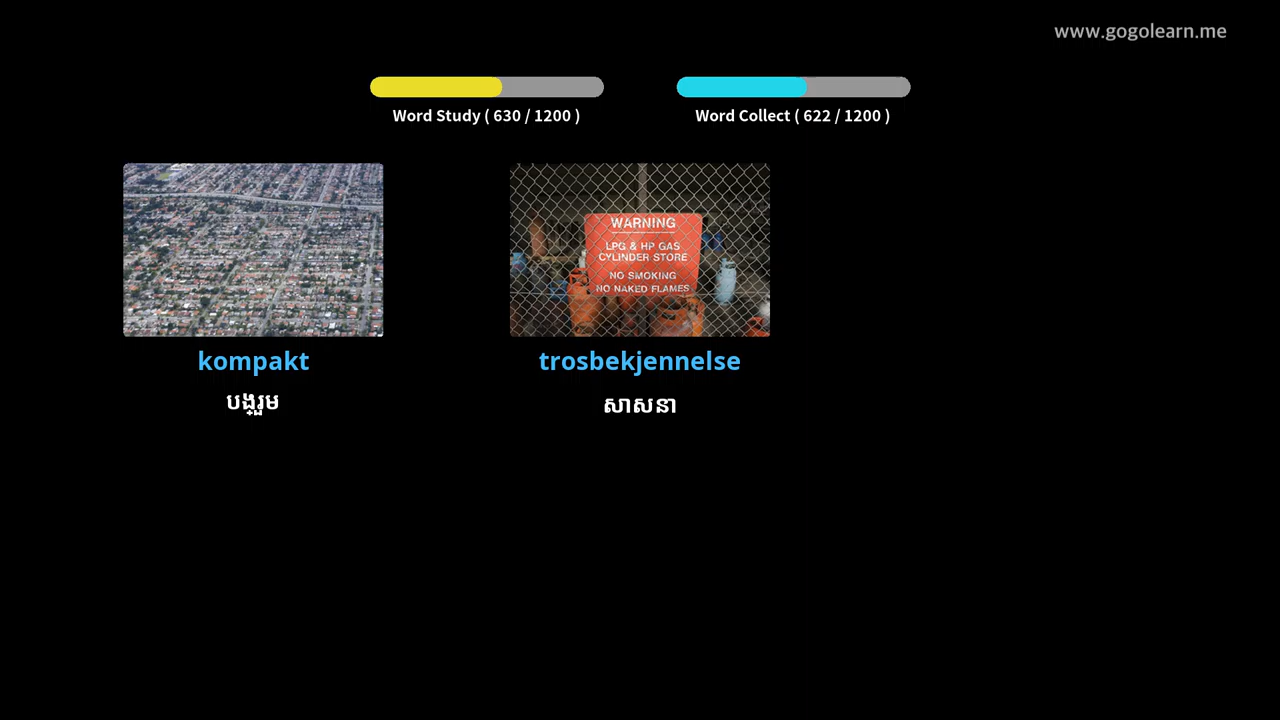 www.gogolearn.me
Word Study ( 630 / 1200 )
Word Collect ( 622 / 1200 )
WARNING
LPG & HP GAS
CYLINDER STORE
NO SMOKING
NO NAKED FLAMES
kompakt
បង្រួម
trosbekjennelse
សាសនា